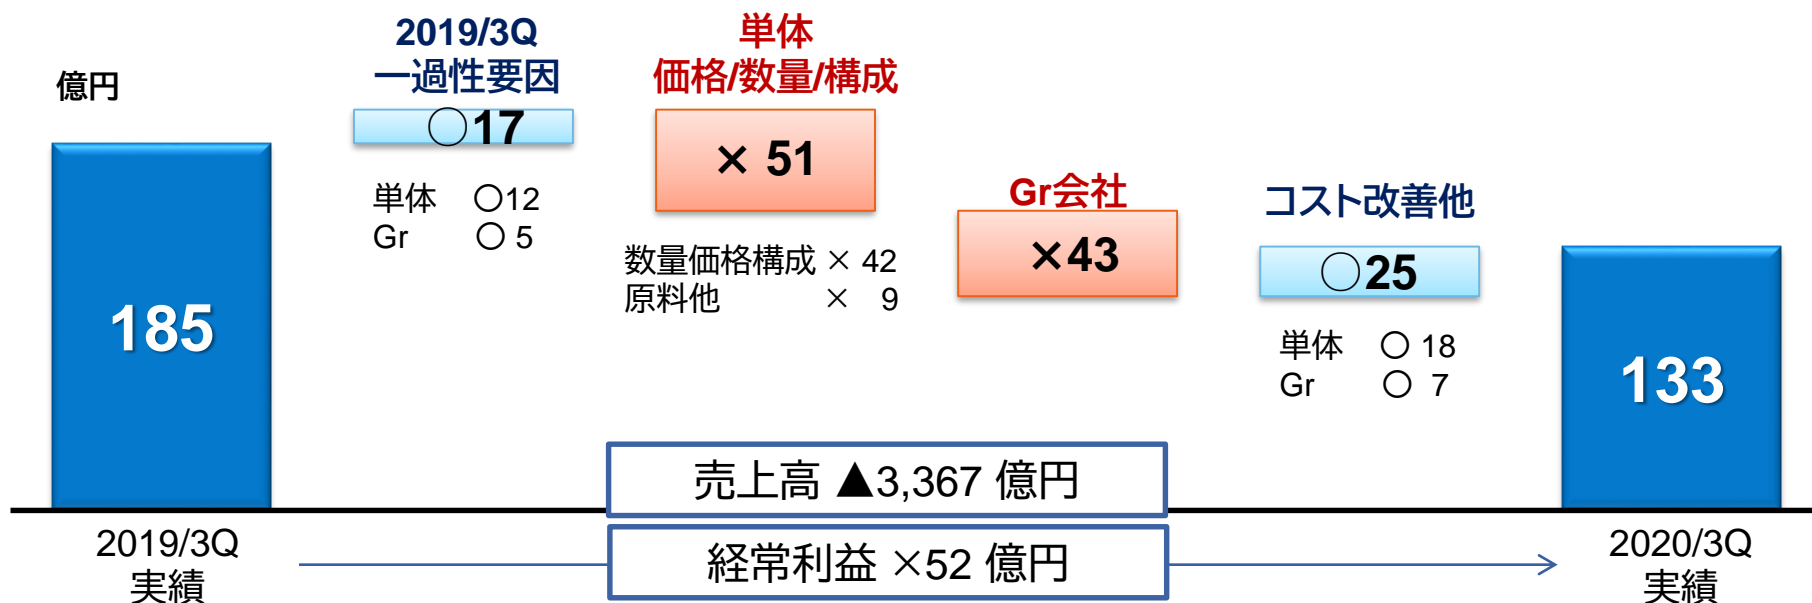 億円
2019/3Q
一過性要因
○17
単体 ○12
Gr ○ 5
単体
価格/数量/構成
× 51
数量価格構成 × 42
原料他 × 9
Gr会社
×43
コスト改善他
○25
単体 ○ 18
Gr ○ 7
185
133
売上高 ▲3,367 億円
経常利益 ×52 億円
2019/3Q
実績
2020/3Q
実績